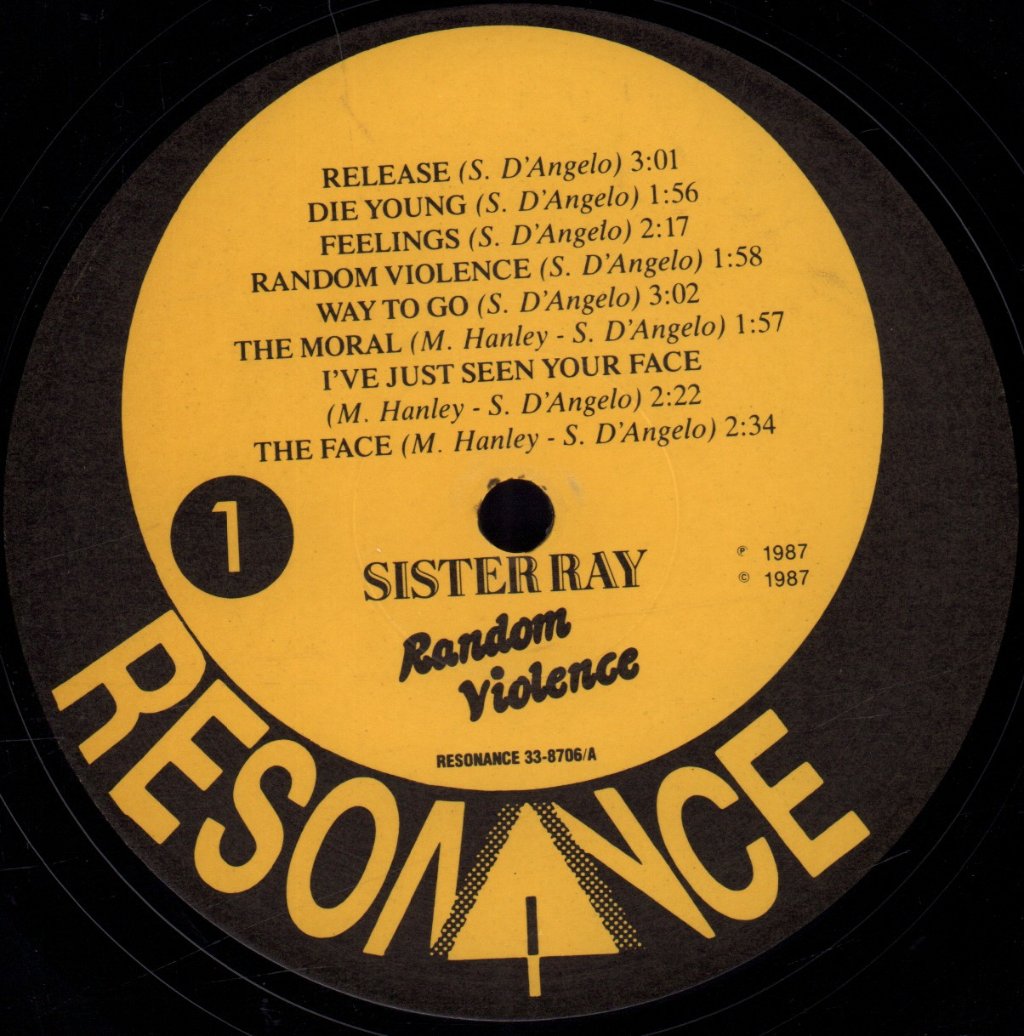 RELEASE (S. D'Angelo) 3:01
DIE YOUNG (S. D'Angelo) 1:56
FEELINGS (S. D'Angelo) 2:17
RANDOM VIOLENCE (S. D'Angelo) 1:58
WAY TO GO (S. D'Angelo) 3:02
THE MORAL (M. Hanley - S. D'Angelo) 1:57
I'VE JUST SEEN YOUR FACE
(M. Hanley - S. D'Angelo) 2:22
THE FACE (M. Hanley - S. D'Angelo) 2:34
1
SISTER RAY
℗ 1987
© 1987
Random
Violence
RESONANCE 33-8706/A
RESONANCE